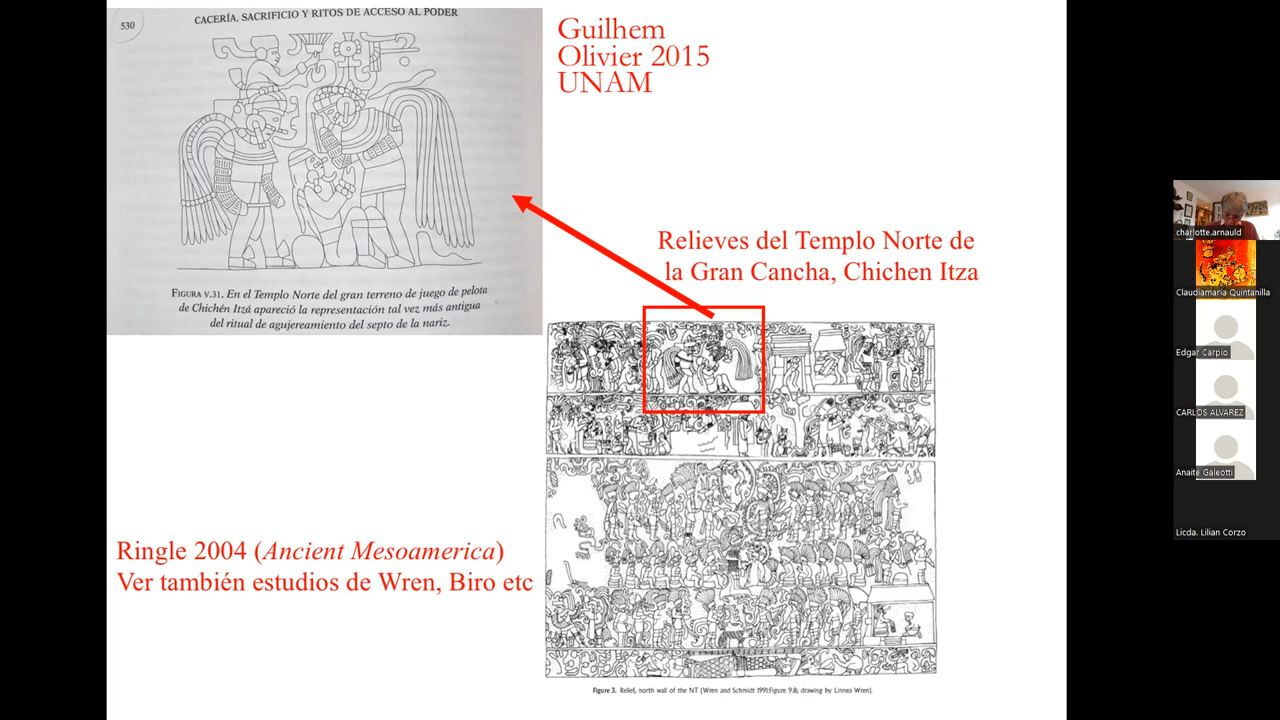 530
CACERÍA, SACRIFICIO Y RITOS DE ACCESO AL PODER
FIGURA V.31. En el Templo Norte del gran terreno de juego de pelota
de Chichén Itzá apareció la representación tal vez más antigua
del ritual de agujereamiento del septo de la nariz.
Guilhem
Olivier 2015
UNAM
Relieves del Templo Norte de
la Gran Cancha, Chichen Itza
Ringle 2004 (Ancient Mesoamerica)
Ver también estudios de Wren, Biro etc
Figure 3. Relief, north wall of the NT (Wren and Schmidt 1991:Figure 9.8; drawing by Linnea Wren).
charlotte.arnauld
Claudiamaría Quintanilla
Edgar Carpio
CARLOS ALVAREZ
Anaité Galeotti
Licda. Lilian Corzo